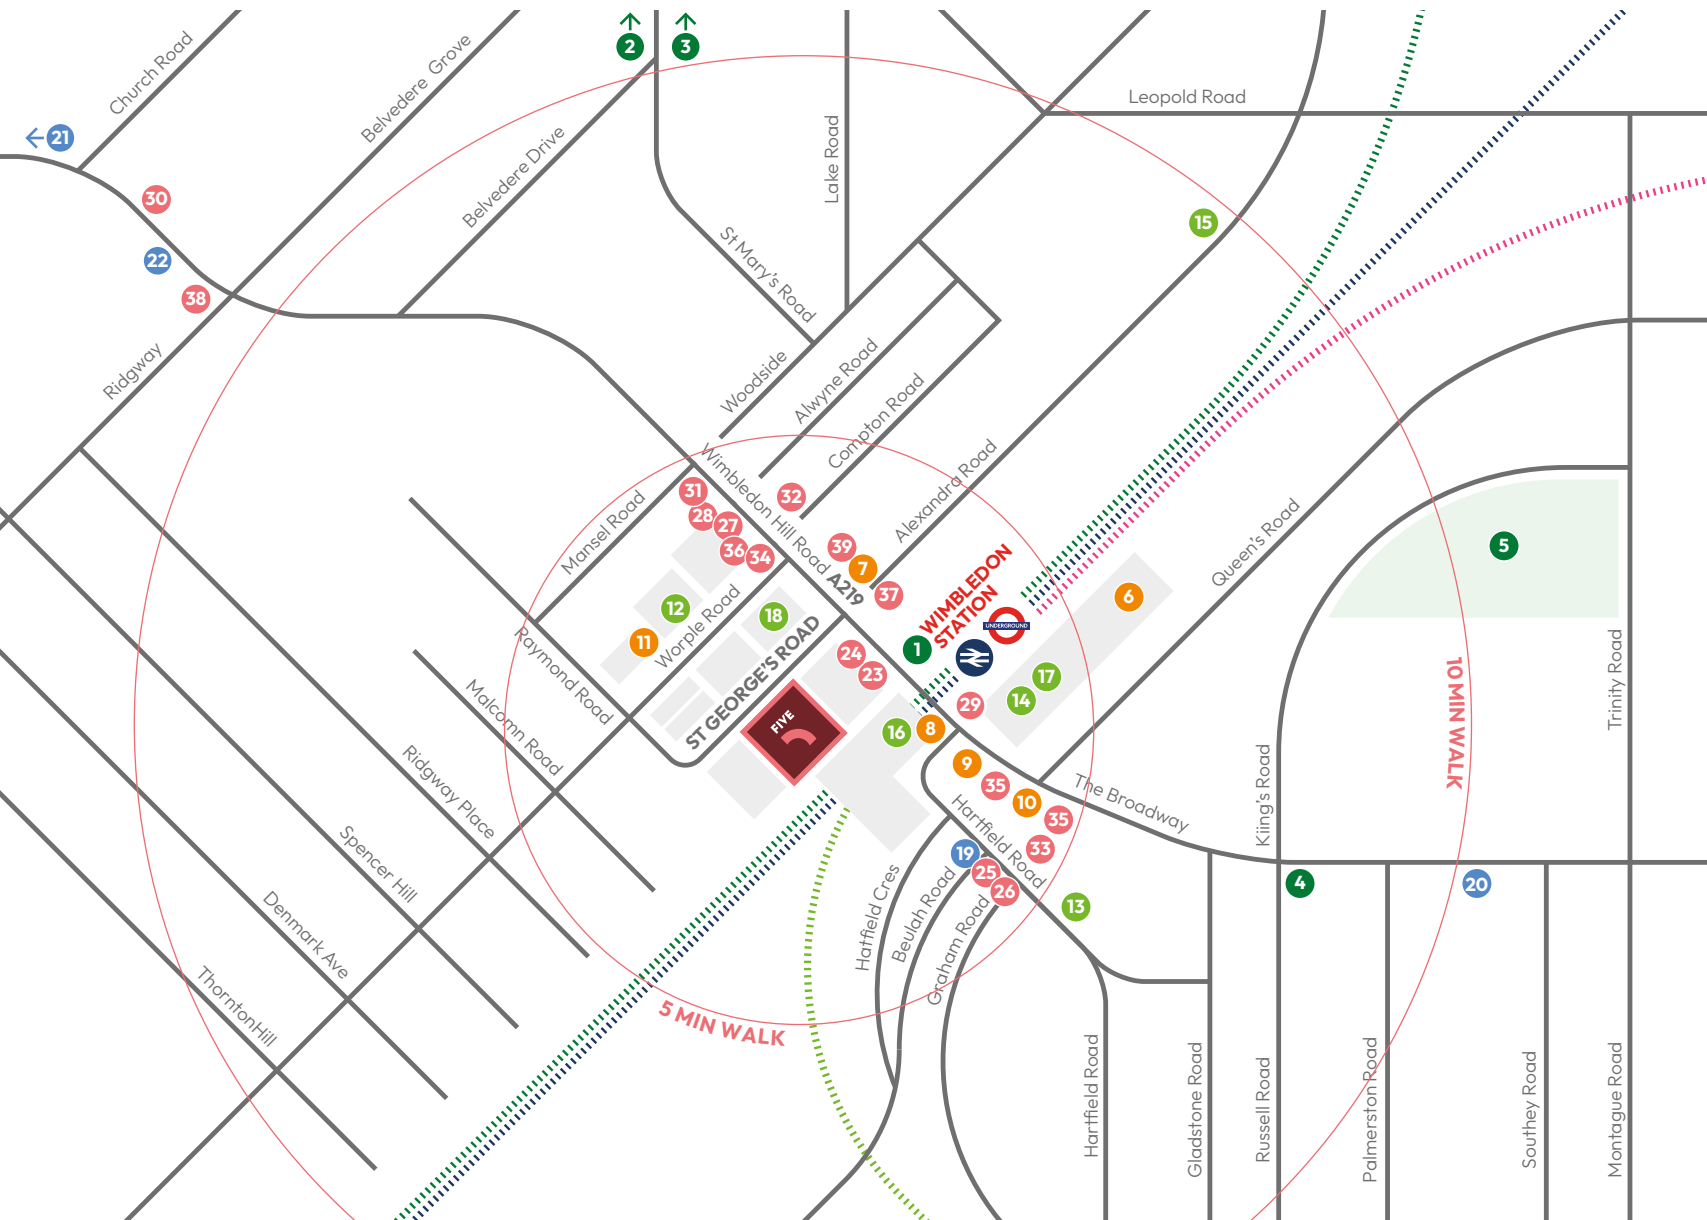 Church Road
Belvedere Grove
Belvedere Drive
2
3
Lake Road
Leopold Road
21
30
22
38
St Mary's Road
15
Ridgway
Woodside
Alwyne Road
Compton Road
Alexandra Road
Wimbledon Hill Road A219
Mansel Road
31
28
27
36
34
32
39
7
37
WIMBLEDON
STATION
UNDERGROUND
1
6
Queen's Road
5
12
11
18
Worple Road
ST GEORGE'S ROAD
Raymond Road
24
23
FIVE
17
14
29
16
8
9
35
10
35
33
The Broadway
Hartfield Road
19
25
26
13
4
20
King's Road
Trinity Road
10 MIN WALK
Malcomn Road
Ridgway Place
Spencer Hill
Denmark Ave
ThorntonHill
5 MIN WALK
Hatfield Cres
Beulah Road
Graham Road
Hartfield Road
Gladstone Road
Russell Road
Palmerston Road
Southey Road
Montague Road